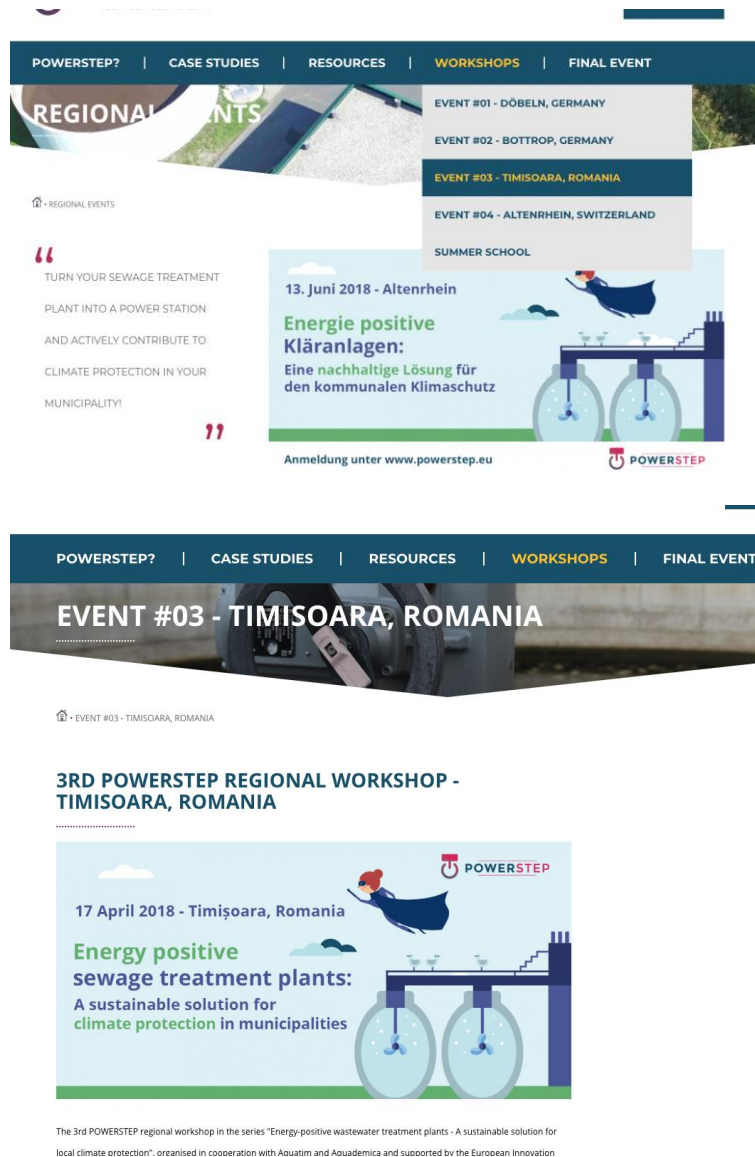 POWERSTEP? | CASE STUDIES | RESOURCES | WORKSHOPS | FINAL EVENT
REGIONAL EVENTS
EVENT #01 - DÖBELN, GERMANY
EVENT #02 - BOTTROP, GERMANY
EVENT #03 - TIMISOARA, ROMANIA
EVENT #04 - ALTENRHEIN, SWITZERLAND
SUMMER SCHOOL
• REGIONAL EVENTS
“
TURN YOUR SEWAGE TREATMENT
PLANT INTO A POWER STATION
AND ACTIVELY CONTRIBUTE TO
CLIMATE PROTECTION IN YOUR
MUNICIPALITY!
”
13. Juni 2018 - Altenrhein
Energie positive
Kläranlagen:
Eine nachhaltige Lösung für
den kommunalen Klimaschutz
Anmeldung unter www.powerstep.eu
POWERSTEP
POWERSTEP? | CASE STUDIES | RESOURCES | WORKSHOPS | FINAL EVENT
EVENT #03 - TIMISOARA, ROMANIA
• EVENT #03 - TIMISOARA, ROMANIA
3RD POWERSTEP REGIONAL WORKSHOP -
TIMISOARA, ROMANIA
POWERSTEP
17 April 2018 - Timișoara, Romania
Energy positive
sewage treatment plants:
A sustainable solution for
climate protection in municipalities
The 3rd POWERSTEP regional workshop in the series "Energy-positive wastewater treatment plants - A sustainable solution for
local climate protection", organised in cooperation with Aquatim and Aquademica and supported by the European Innovation